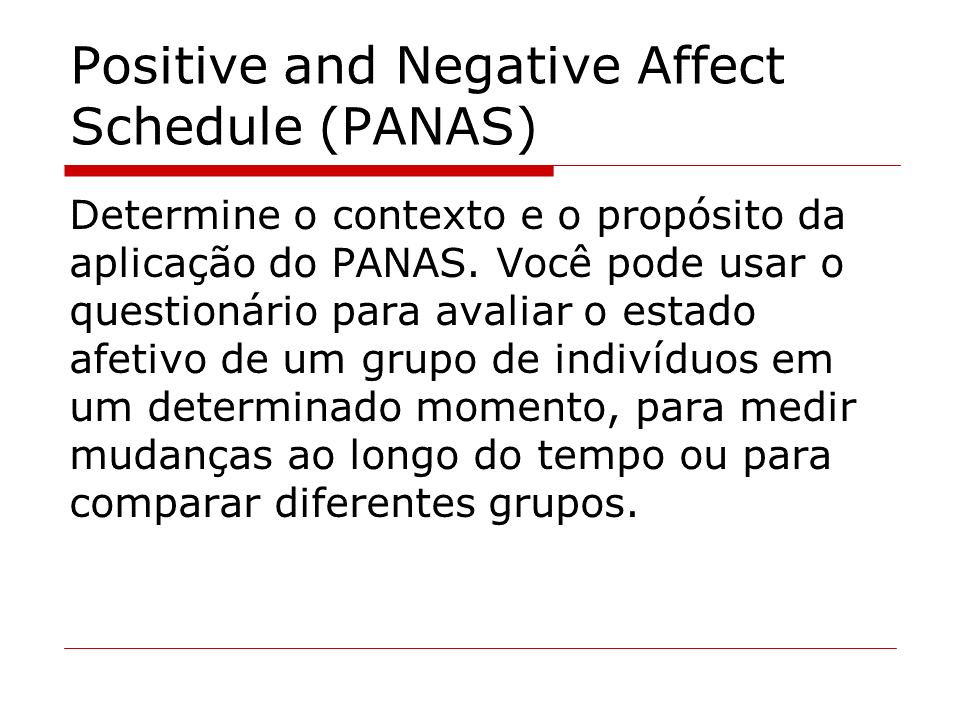 Positive and Negative Affect
Schedule (PANAS)
Determine o contexto e o propósito da
aplicação do PANAS. Você pode usar o
questionário para avaliar o estado
afetivo de um grupo de indivíduos em
um determinado momento, para medir
mudanças ao longo do tempo ou para
comparar diferentes grupos.